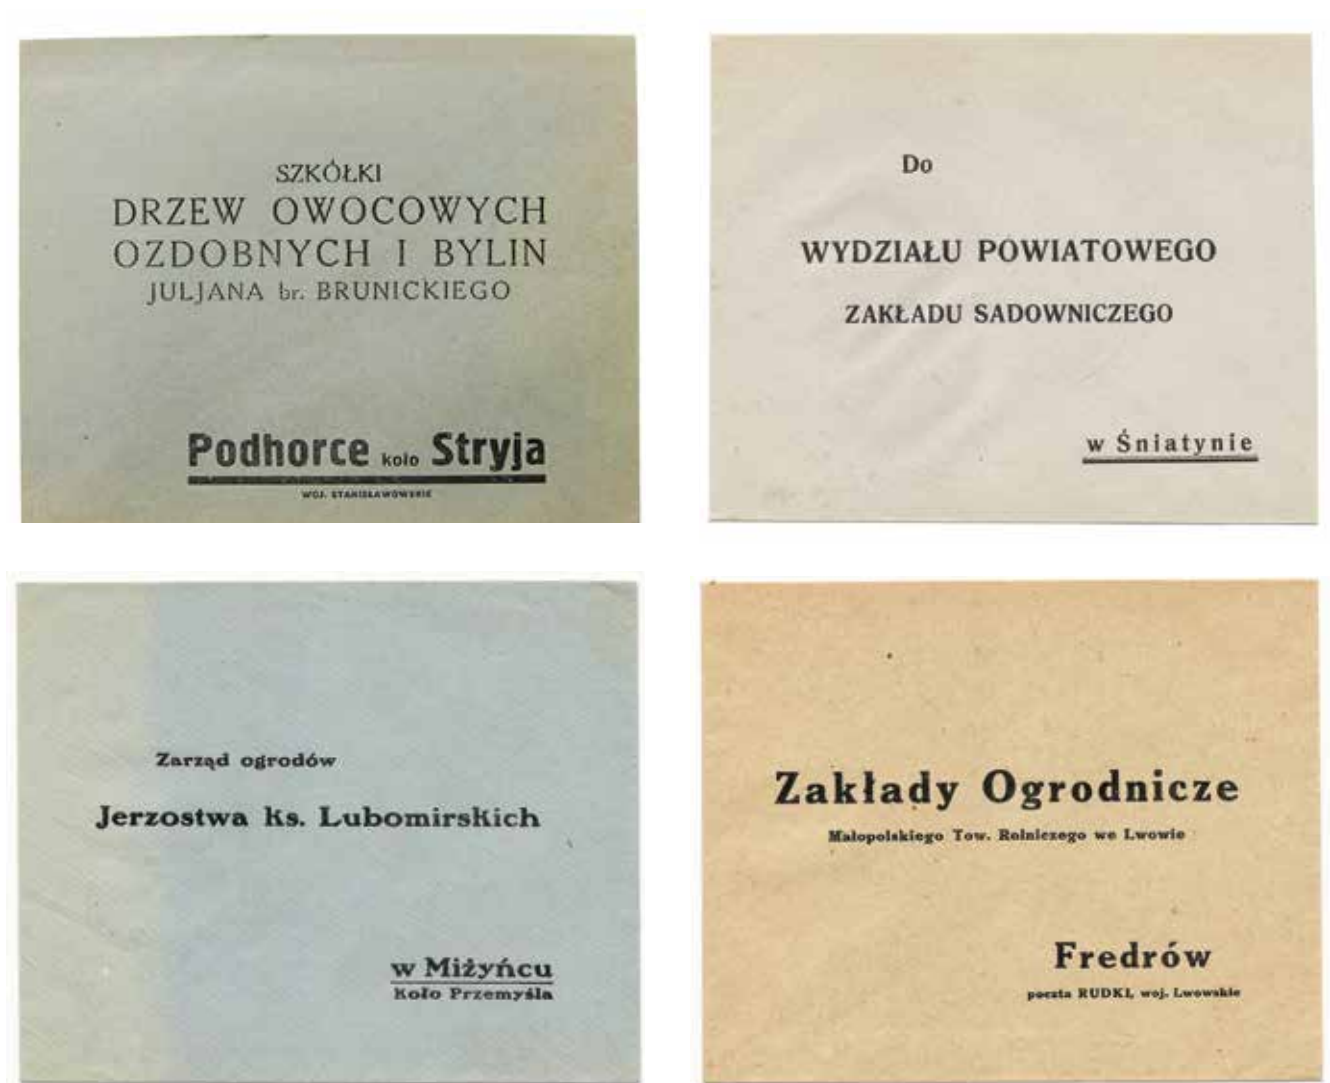 SZKÓŁKI
DRZEW OWOCOWYCH
OZDOBNYCH I BYLIN
JULJANA br. BRUNICKIEGO
Podhorce koło Stryja
WOJ. STANISŁAWOWSKIE
Do
WYDZIAŁU POWIATOWEGO
ZAKŁADU SADOWNICZEGO
w Śniatynie
Zarząd ogrodów
Jerzostwa ks. Lubomirskich
w Miżyńcu
Koło Przemyśla
Zakłady Ogrodnicze
Małopolskiego Tow. Rolniczego we Lwowie
Fredrów
poczta RUDKI, woj. Lwowskie